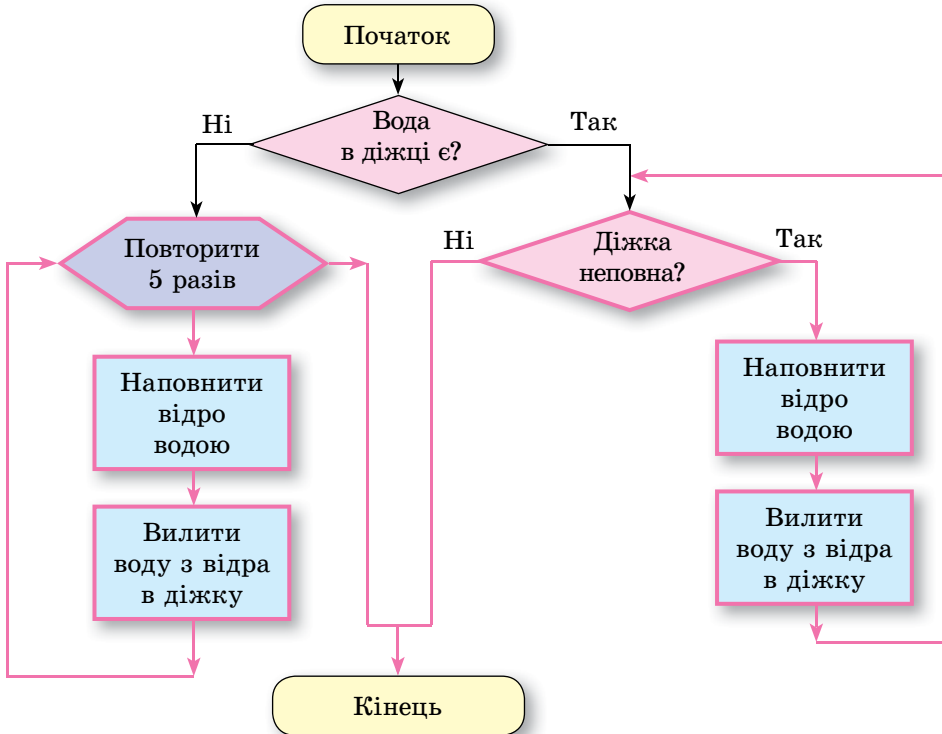 Початок
Вода
в діжці є?
Ні
Так
Повторити
5 разів
Ні
Діжка
неповна?
Так
Наповнити
відро
водою
Наповнити
відро
водою
Вилити
воду з відра
в діжку
Вилити
воду з відра
в діжку
Кінець